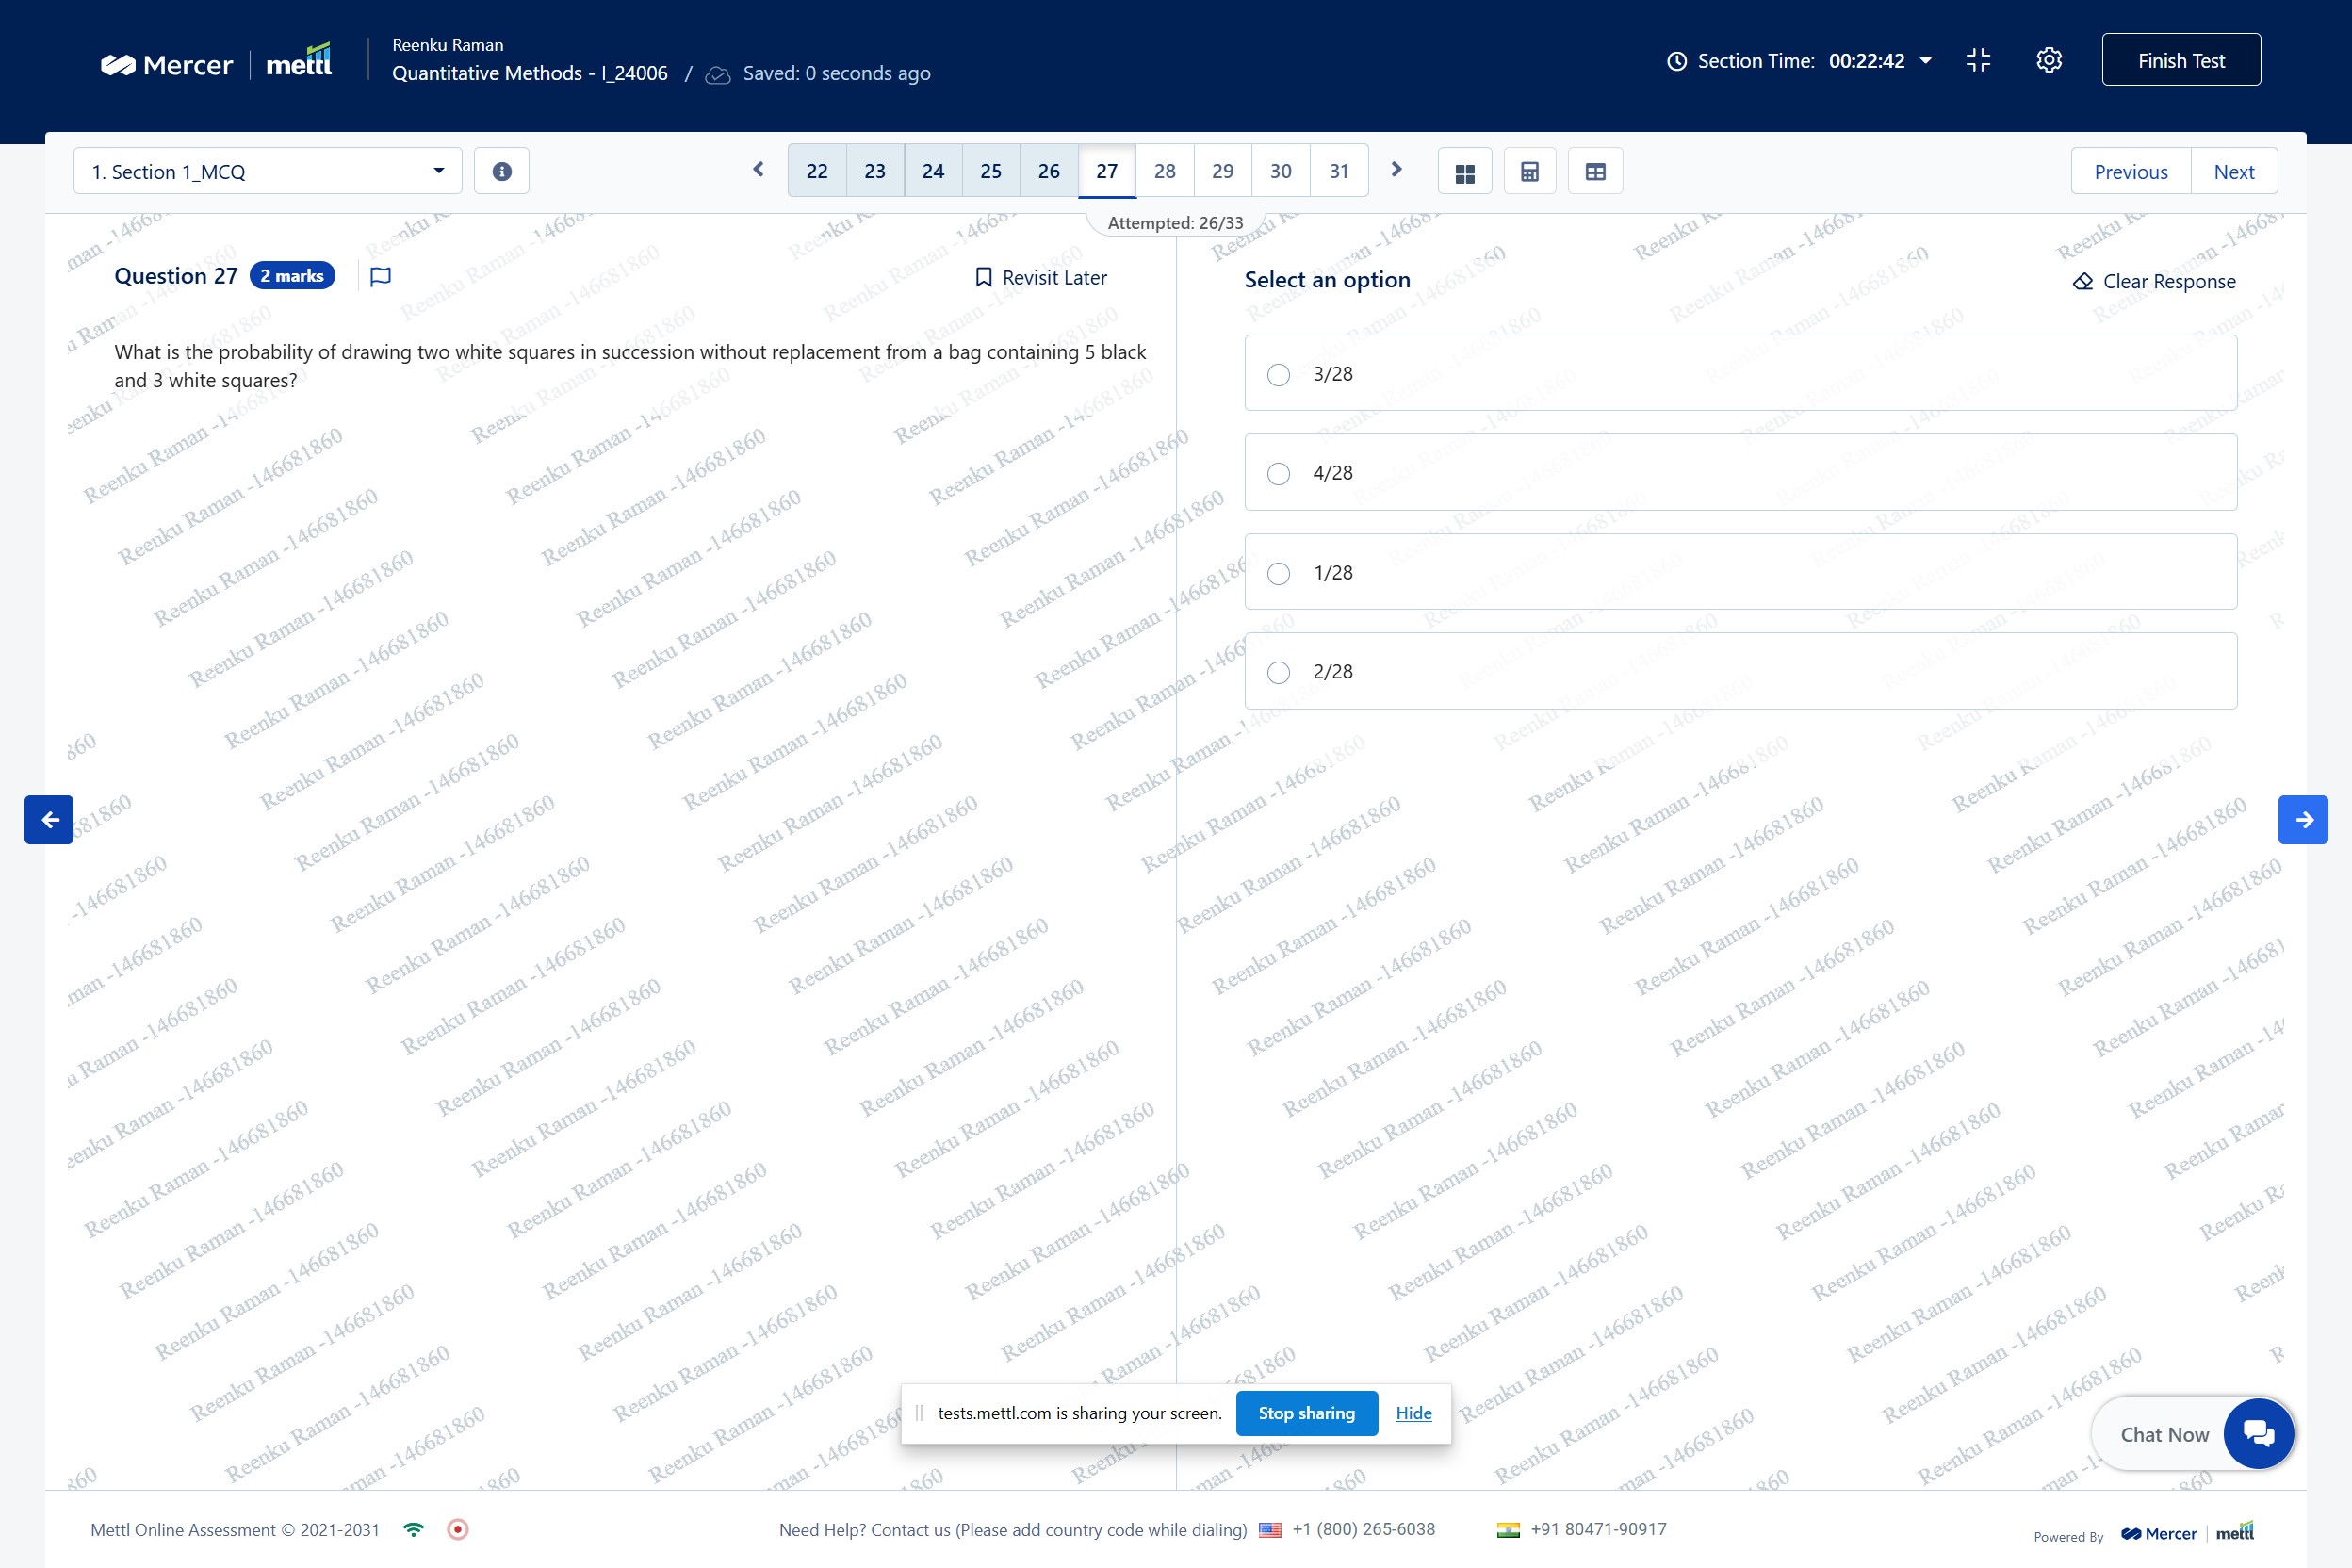 Mercer | mettl
Reenku Raman
Quantitative Methods - I_24006 / Saved: 0 seconds ago
Section Time: 00:22:42
Finish Test
1. Section 1_MCQ
22 23 24 25 26 27 28 29 30 31
Previous Next
Attempted: 26/33
Question 27 2 marks
Revisit Later
What is the probability of drawing two white squares in succession without replacement from a bag containing 5 black
and 3 white squares?
Select an option
Clear Response
3/28
4/28
1/28
2/28
Reenku Raman -146681860
tests.mettl.com is sharing your screen. Stop sharing Hide
Chat Now
Mettl Online Assessment © 2021-2031
Need Help? Contact us (Please add country code while dialing) +1 (800) 265-6038 +91 80471-90917
Powered By Mercer | mettl